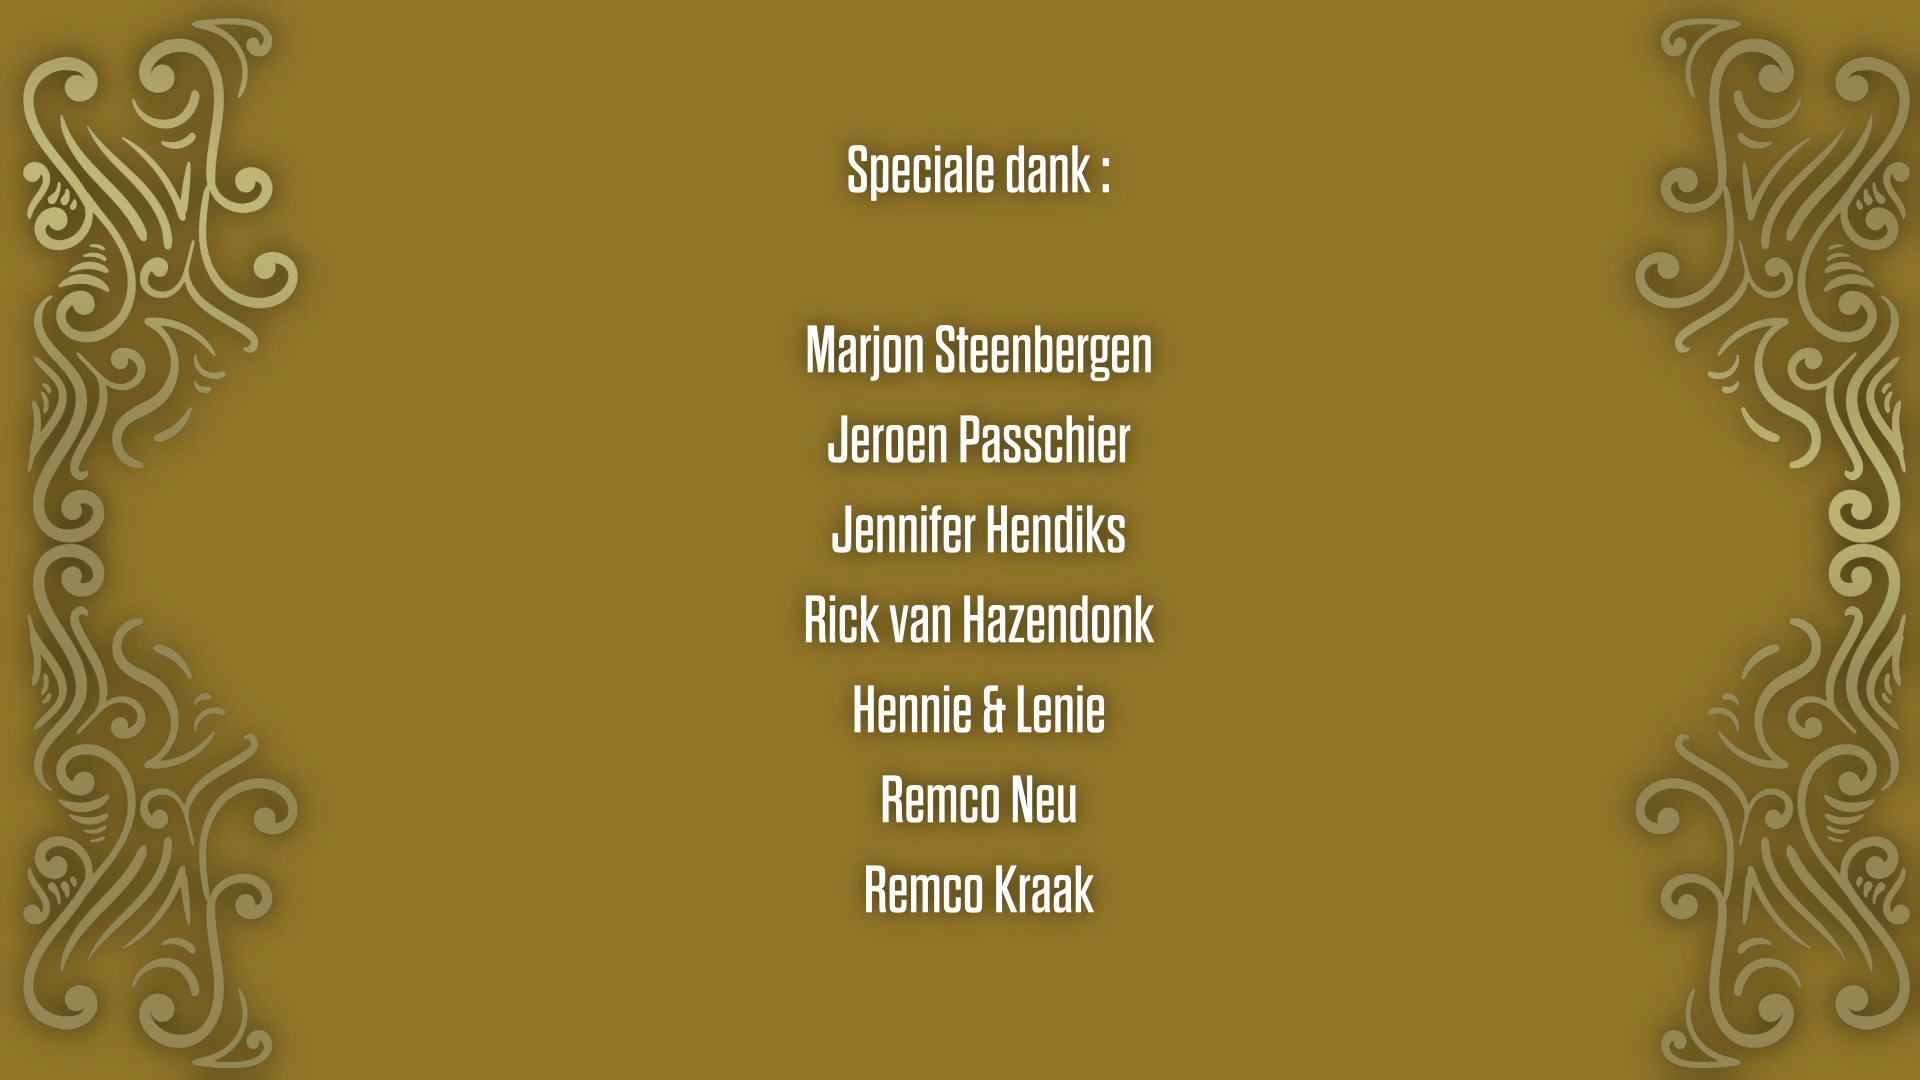 Speciale dank :
Marjon Steenbergen
Jeroen Passchier
Jennifer Hendiks
Rick van Hazendonk
Hennie & Lenie
Remco Neu
Remco Kraak